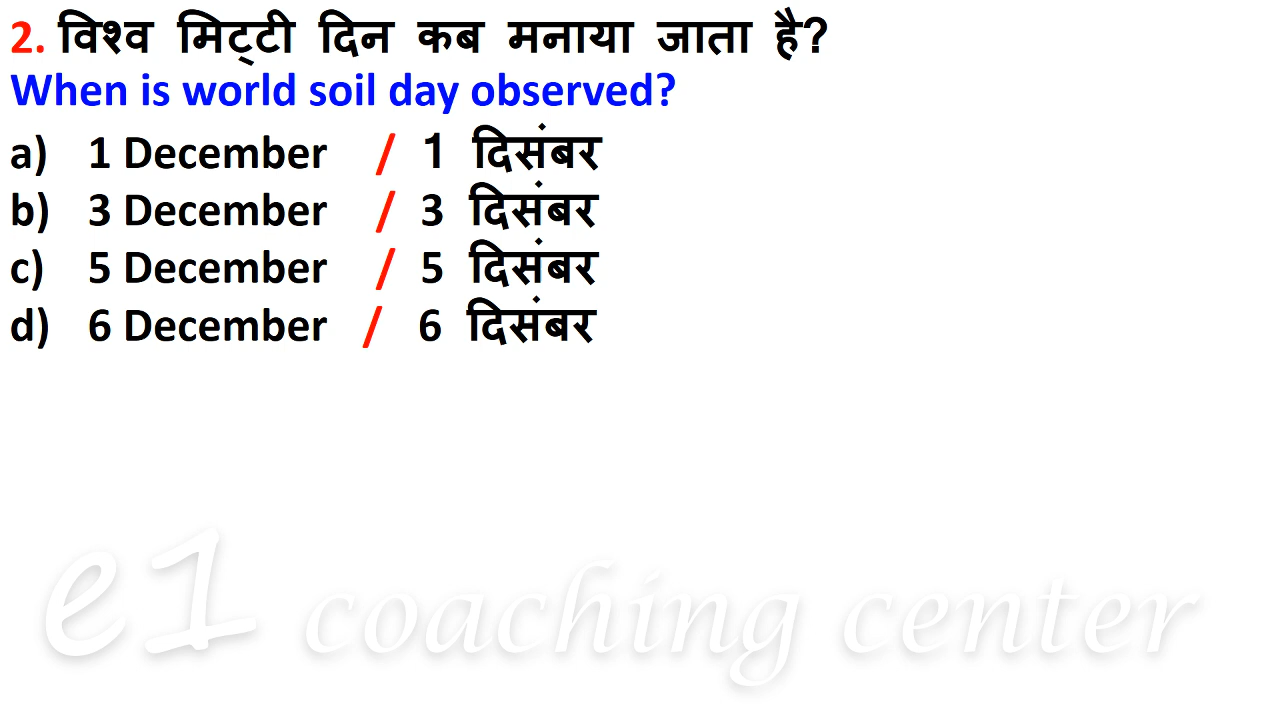 2. विश्व मिट्टी दिन कब मनाया जाता है?
When is world soil day observed?
a) 1 December / 1 दिसंबर
b) 3 December / 3 दिसंबर
c) 5 December / 5 दिसंबर
d) 6 December / 6 दिसंबर
e1 coaching center